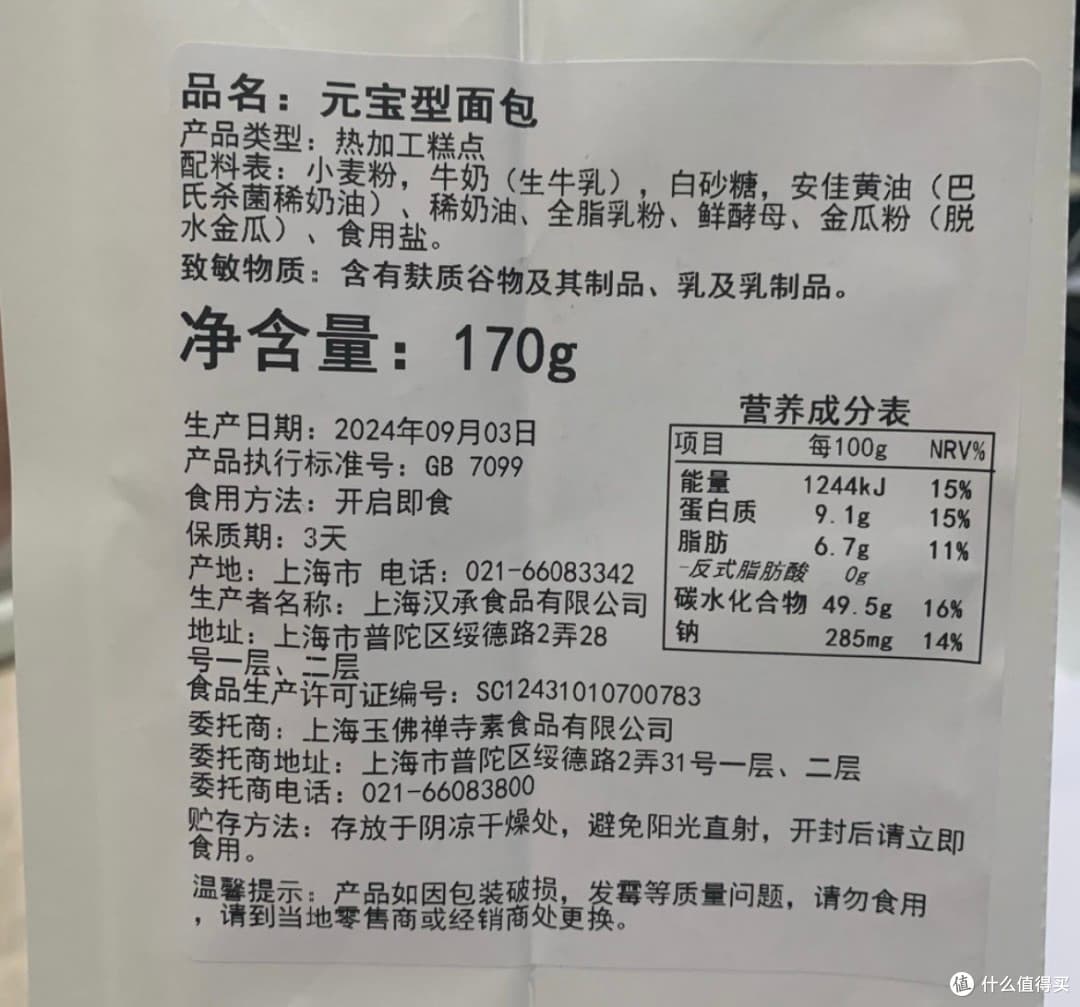 品名：元宝型面包
产品类型：热加工糕点
配料表：小麦粉，牛奶（生牛乳），白砂糖，安佳黄油（巴
氏杀菌稀奶油）、稀奶油、全脂乳粉、鲜酵母、金瓜粉（脱
水金瓜）、食用盐。
致敏物质：含有麸质谷物及其制品、乳及乳制品。
净含量：170g
生产日期：2024年09月03日
产品执行标准号：GB 7099
食用方法：开启即食
保质期：3天
产地：上海市 电话：021-66083342
生产者名称：上海汉承食品有限公司
地址：上海市普陀区绥德路2弄28
号一层、二层
食品生产许可证编号：SC12431010700783
委托商：上海玉佛禅寺素食品有限公司
委托商地址：上海市普陀区绥德路2弄31号一层、二层
委托商电话：021-66083800
贮存方法：存放于阴凉干燥处，避免阳光直射，开封后请立即
食用。
温馨提示：产品如因包装破损，发霉等质量问题，请勿食用
，请到当地零售商或经销商处更换。
营养成分表
项目 每100g NRV%
能量 1244kJ 15%
蛋白质 9.1g 15%
脂肪 6.7g 11%
-反式脂肪酸 0g
碳水化合物 49.5g 16%
钠 285mg 14%
值 什么值得买